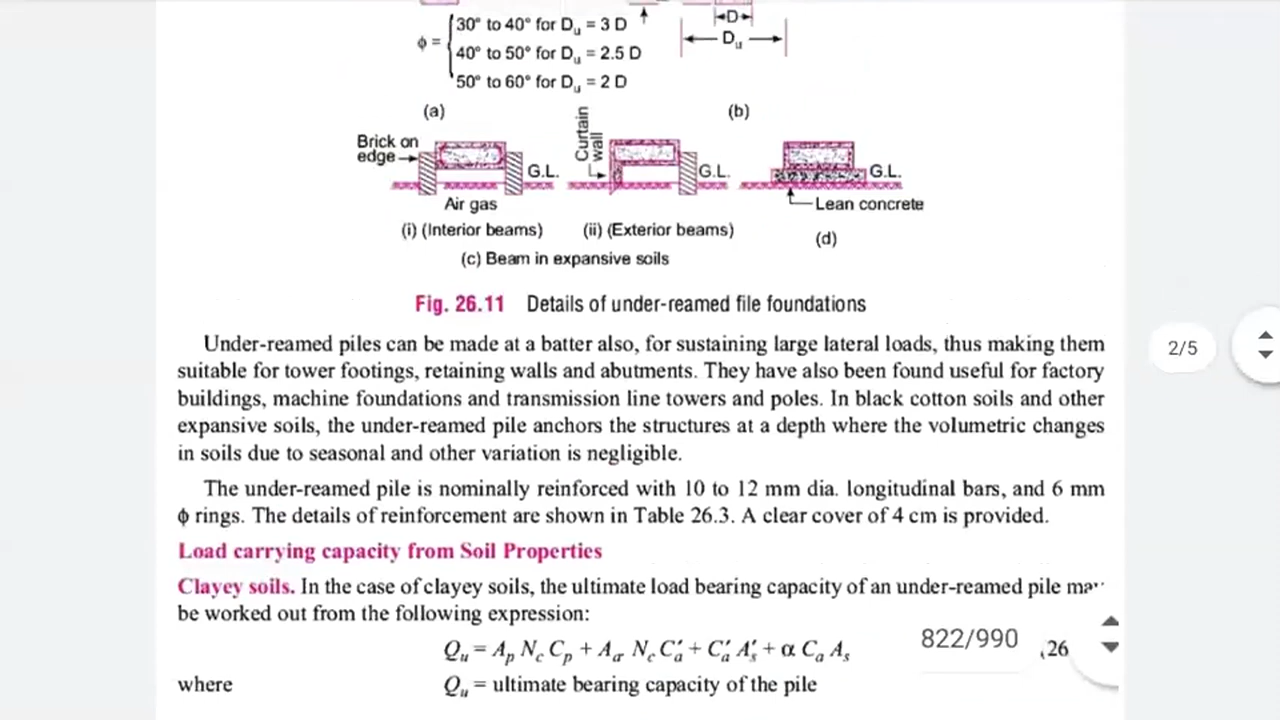 30° to 40° for Du = 3 D
ϕ =
40° to 50° for Du = 2.5 D
50° to 60° for Du = 2 D
D
Du
(a)
(b)
Brick on
edge
Curtain
wall
G.L.
G.L.
G.L.
Air gas
Lean concrete
(i) (Interior beams)
(ii) (Exterior beams)
(d)
(c) Beam in expansive soils
Fig. 26.11 Details of under-reamed file foundations
Under-reamed piles can be made at a batter also, for sustaining large lateral loads, thus making them
suitable for tower footings, retaining walls and abutments. They have also been found useful for factory
buildings, machine foundations and transmission line towers and poles. In black cotton soils and other
expansive soils, the under-reamed pile anchors the structures at a depth where the volumetric changes
in soils due to seasonal and other variation is negligible.
The under-reamed pile is nominally reinforced with 10 to 12 mm dia. longitudinal bars, and 6 mm
ϕ rings. The details of reinforcement are shown in Table 26.3. A clear cover of 4 cm is provided.
Load carrying capacity from Soil Properties
Clayey soils. In the case of clayey soils, the ultimate load bearing capacity of an under-reamed pile
be worked out from the following expression:
Qu = Ap Nc Cp + Aa Nc C′a + C′a A′s + α Ca As
where Qu = ultimate bearing capacity of the pile
2/5
822/990
26